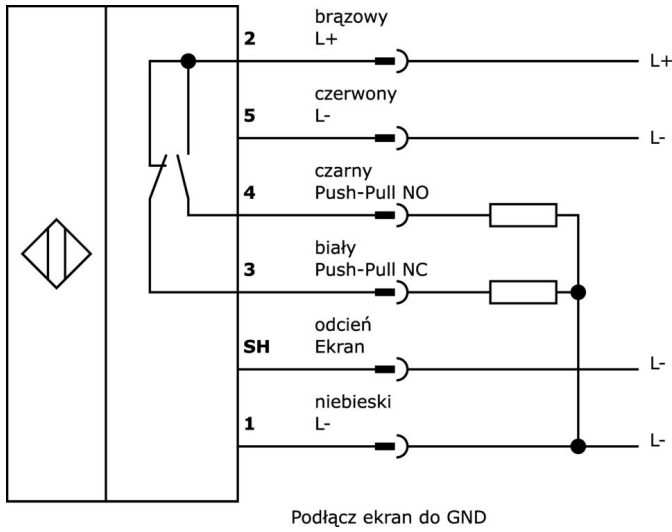 brązowy
2 L+ L+
czerwony
5 L- L-
czarny
4 Push-Pull NO
biały
3 Push-Pull NC
odcień
SH Ekran L-
niebieski
1 L- L-
Podłącz ekran do GND